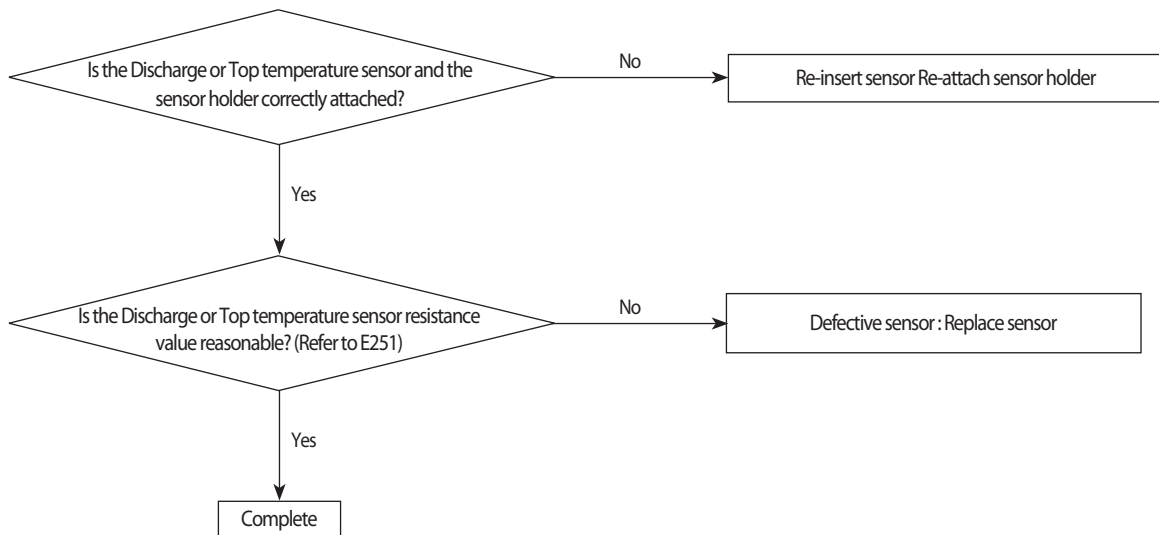 Is the Discharge or Top temperature sensor and the
sensor holder correctly attached?
No
Re-insert sensor Re-attach sensor holder
Yes
Is the Discharge or Top temperature sensor resistance
value reasonable? (Refer to E251)
No
Defective sensor : Replace sensor
Yes
Complete